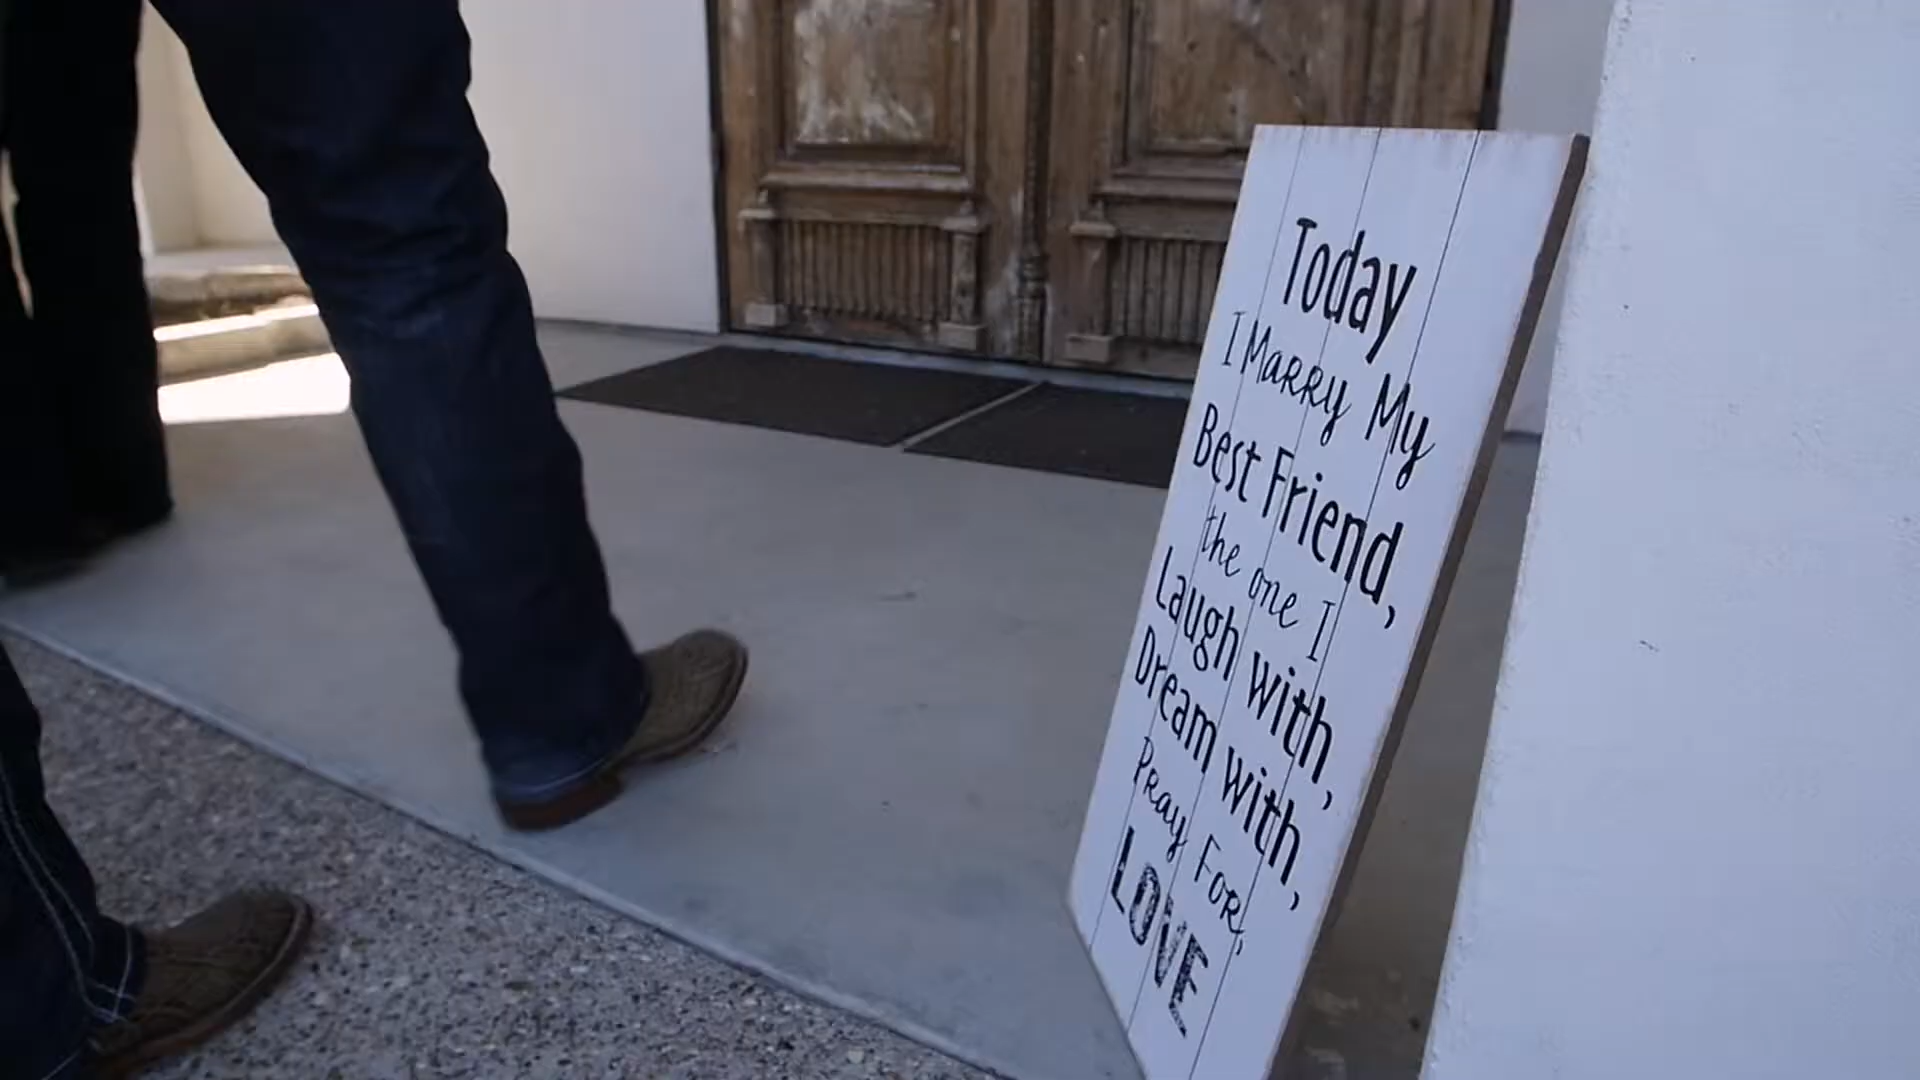 Today
I Marry My
Best Friend,
the one I
Laugh with,
Dream with,
Pray For,
LOVE